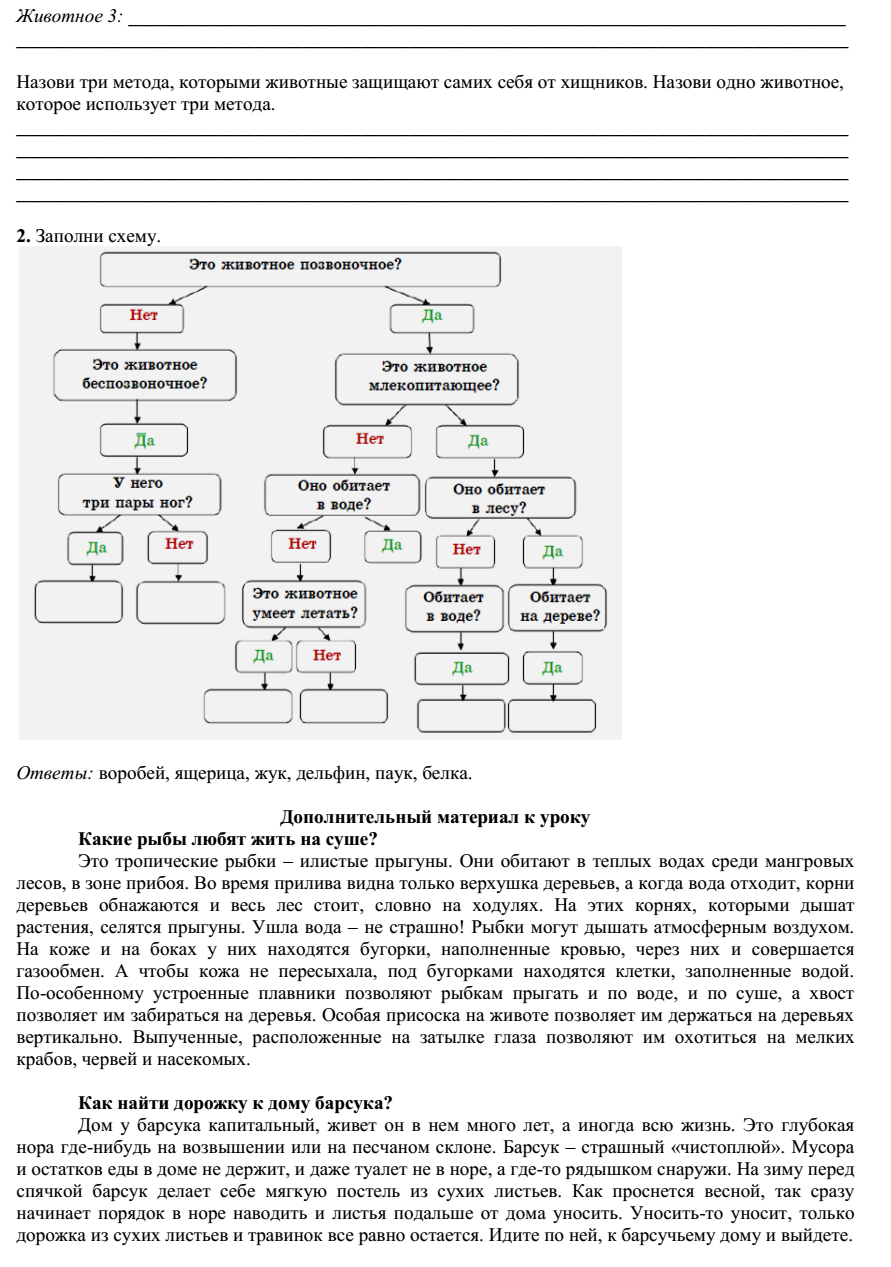 Животное 3:
Назови три метода, которыми животные защищают самих себя от хищников. Назови одно животное,
которое использует три метода.
2. Заполни схему.
Это животное позвоночное?
Нет
Да
Это животное
беспозвоночное?
Это животное
млекопитающее?
Да
Нет
Да
У него
три пары ног?
Оно обитает
в воде?
Оно обитает
в лесу?
Да
Нет
Нет
Да
Нет
Да
Это животное
умеет летать?
Обитает
в воде?
Обитает
на дереве?
Да
Нет
Да
Да
Ответы: воробей, ящерица, жук, дельфин, паук, белка.
Дополнительный материал к уроку
Какие рыбы любят жить на суше?
Это тропические рыбки – илистые прыгуны. Они обитают в теплых водах среди мангровых
лесов, в зоне прибоя. Во время прилива видна только верхушка деревьев, а когда вода отходит, корни
деревьев обнажаются и весь лес стоит, словно на ходулях. На этих корнях, которыми дышат
растения, селятся прыгуны. Ушла вода – не страшно! Рыбки могут дышать атмосферным воздухом.
На коже и на боках у них находятся бугорки, наполненные кровью, через них и совершается
газообмен. А чтобы кожа не пересыхала, под бугорками находятся клетки, заполненные водой.
По-особенному устроенные плавники позволяют рыбкам прыгать и по воде, и по суше, а хвост
позволяет им забираться на деревья. Особая присоска на животе позволяет им держаться на деревьях
вертикально. Выпученные, расположенные на затылке глаза позволяют им охотиться на мелких
крабов, червей и насекомых.
Как найти дорожку к дому барсука?
Дом у барсука капитальный, живет он в нем много лет, а иногда всю жизнь. Это глубокая
нора где-нибудь на возвышении или на песчаном склоне. Барсук – страшный «чистоплюй». Мусора
и остатков еды в доме не держит, и даже туалет не в норе, а где-то рядышком снаружи. На зиму перед
спячкой барсук делает себе мягкую постель из сухих листьев. Как проснется весной, так сразу
начинает порядок в норе наводить и листья подальше от дома уносить. Уносить-то уносит, только
дорожка из сухих листьев и травинок все равно остается. Идите по ней, к барсучьему дому и выйдете.